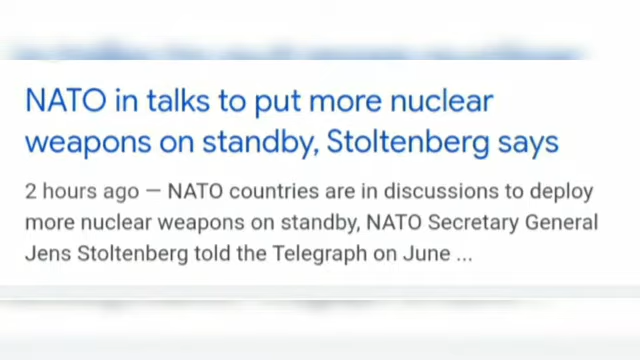 NATO in talks to put more nuclear
weapons on standby, Stoltenberg says
2 hours ago — NATO countries are in discussions to deploy
more nuclear weapons on standby, NATO Secretary General
Jens Stoltenberg told the Telegraph on June ...